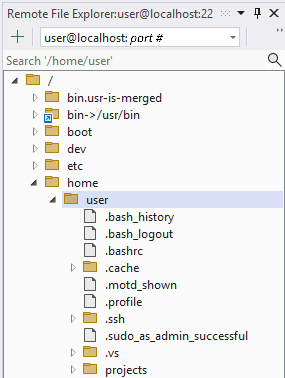 Remote File Explorer:user@localhost:22
user@localhost: port #
Search '/home/user'
/
bin.usr-is-merged
bin->/usr/bin
boot
dev
etc
home
user
.bash_history
.bash_logout
.bashrc
.cache
.motd_shown
.profile
.ssh
.sudo_as_admin_successful
.vs
projects